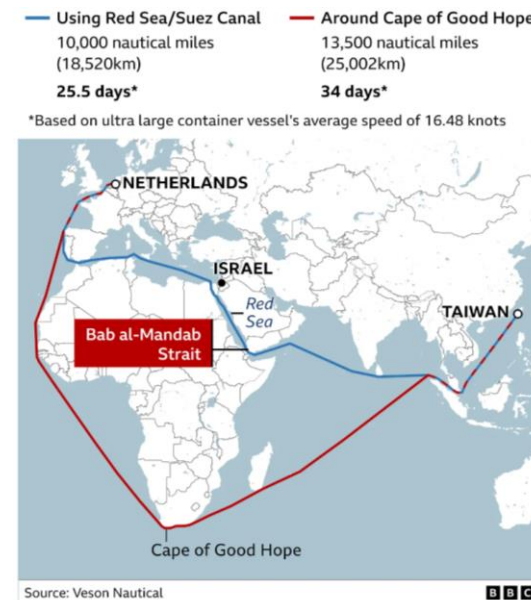 Using Red Sea/Suez Canal
10,000 nautical miles
(18,520km)
25.5 days*
Around Cape of Good Hope
13,500 nautical miles
(25,002km)
34 days*
*Based on ultra large container vessel's average speed of 16.48 knots
NETHERLANDS
ISRAEL
Red
Sea
TAIWAN
Bab al-Mandab
Strait
Cape of Good Hope
Source: Veson Nautical
BBC